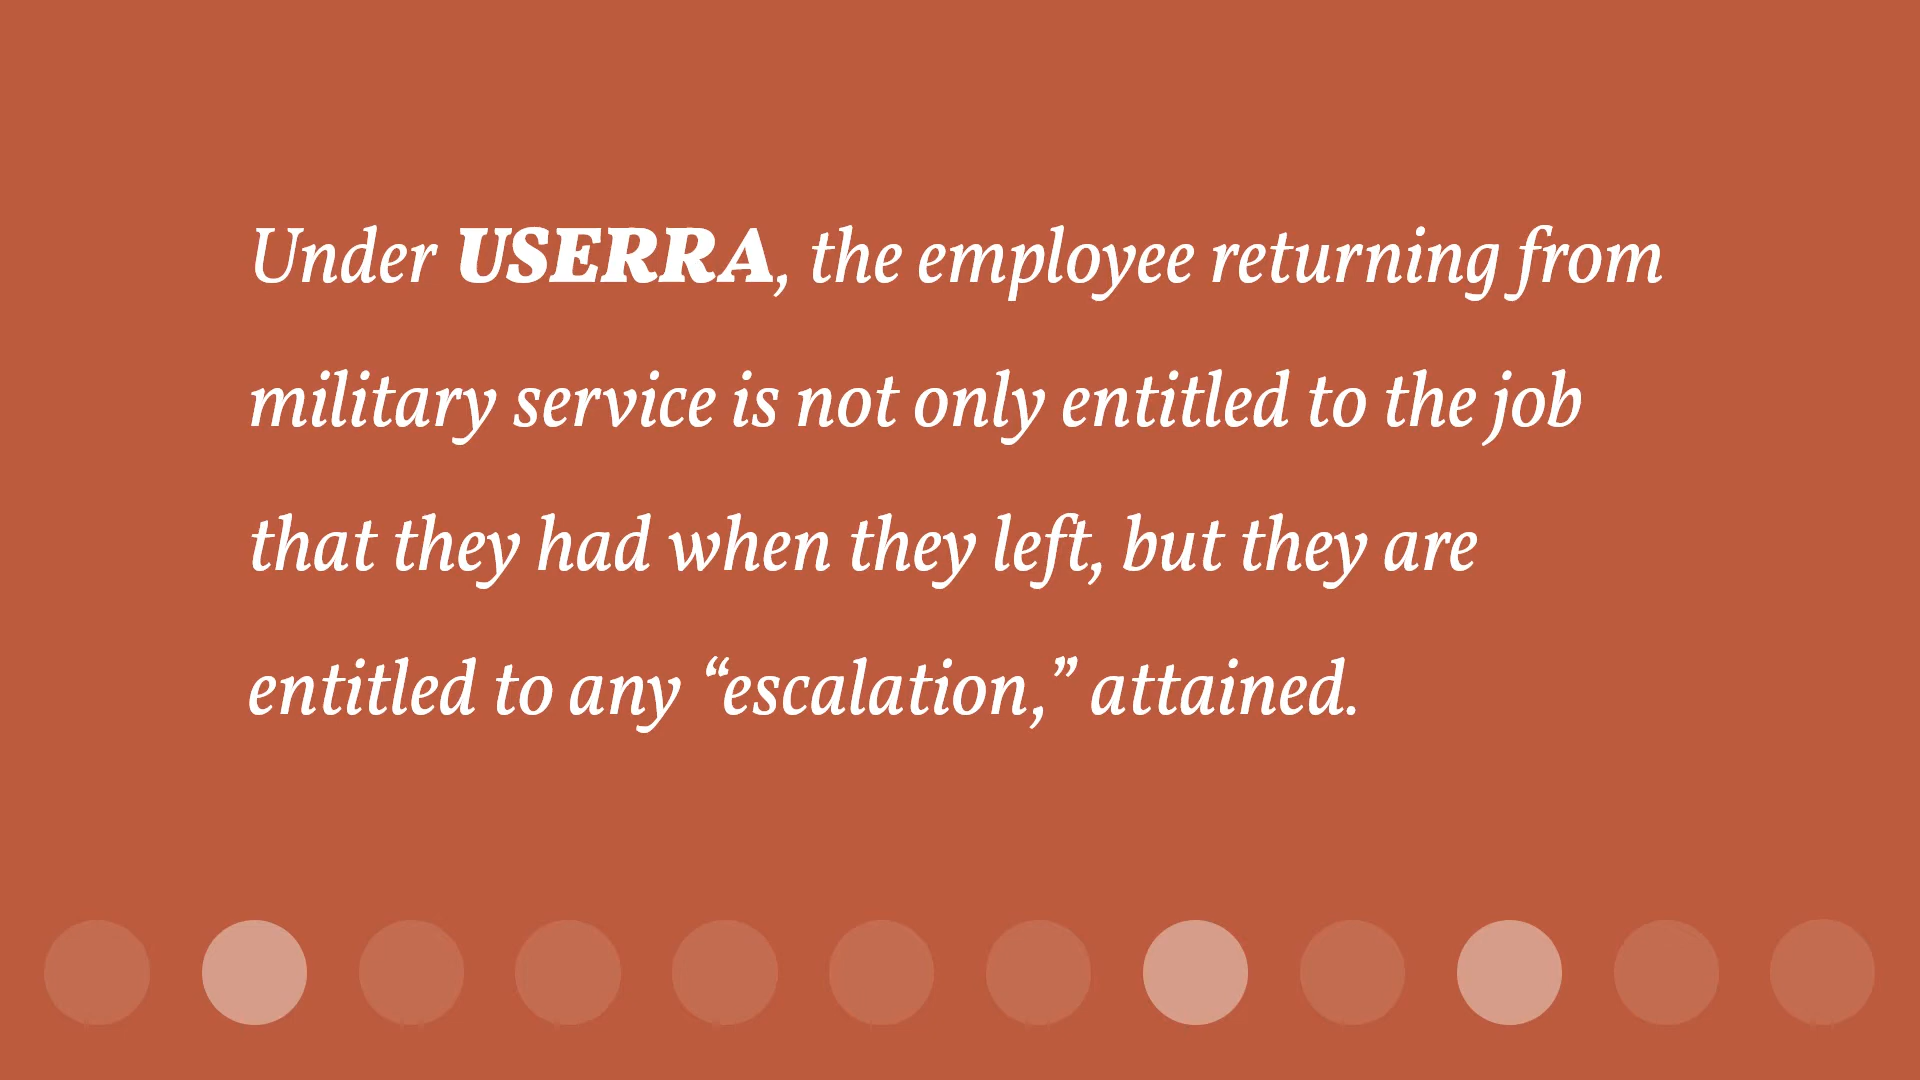 Under USERRA, the employee returning from
military service is not only entitled to the job
that they had when they left, but they are
entitled to any “escalation,” attained.